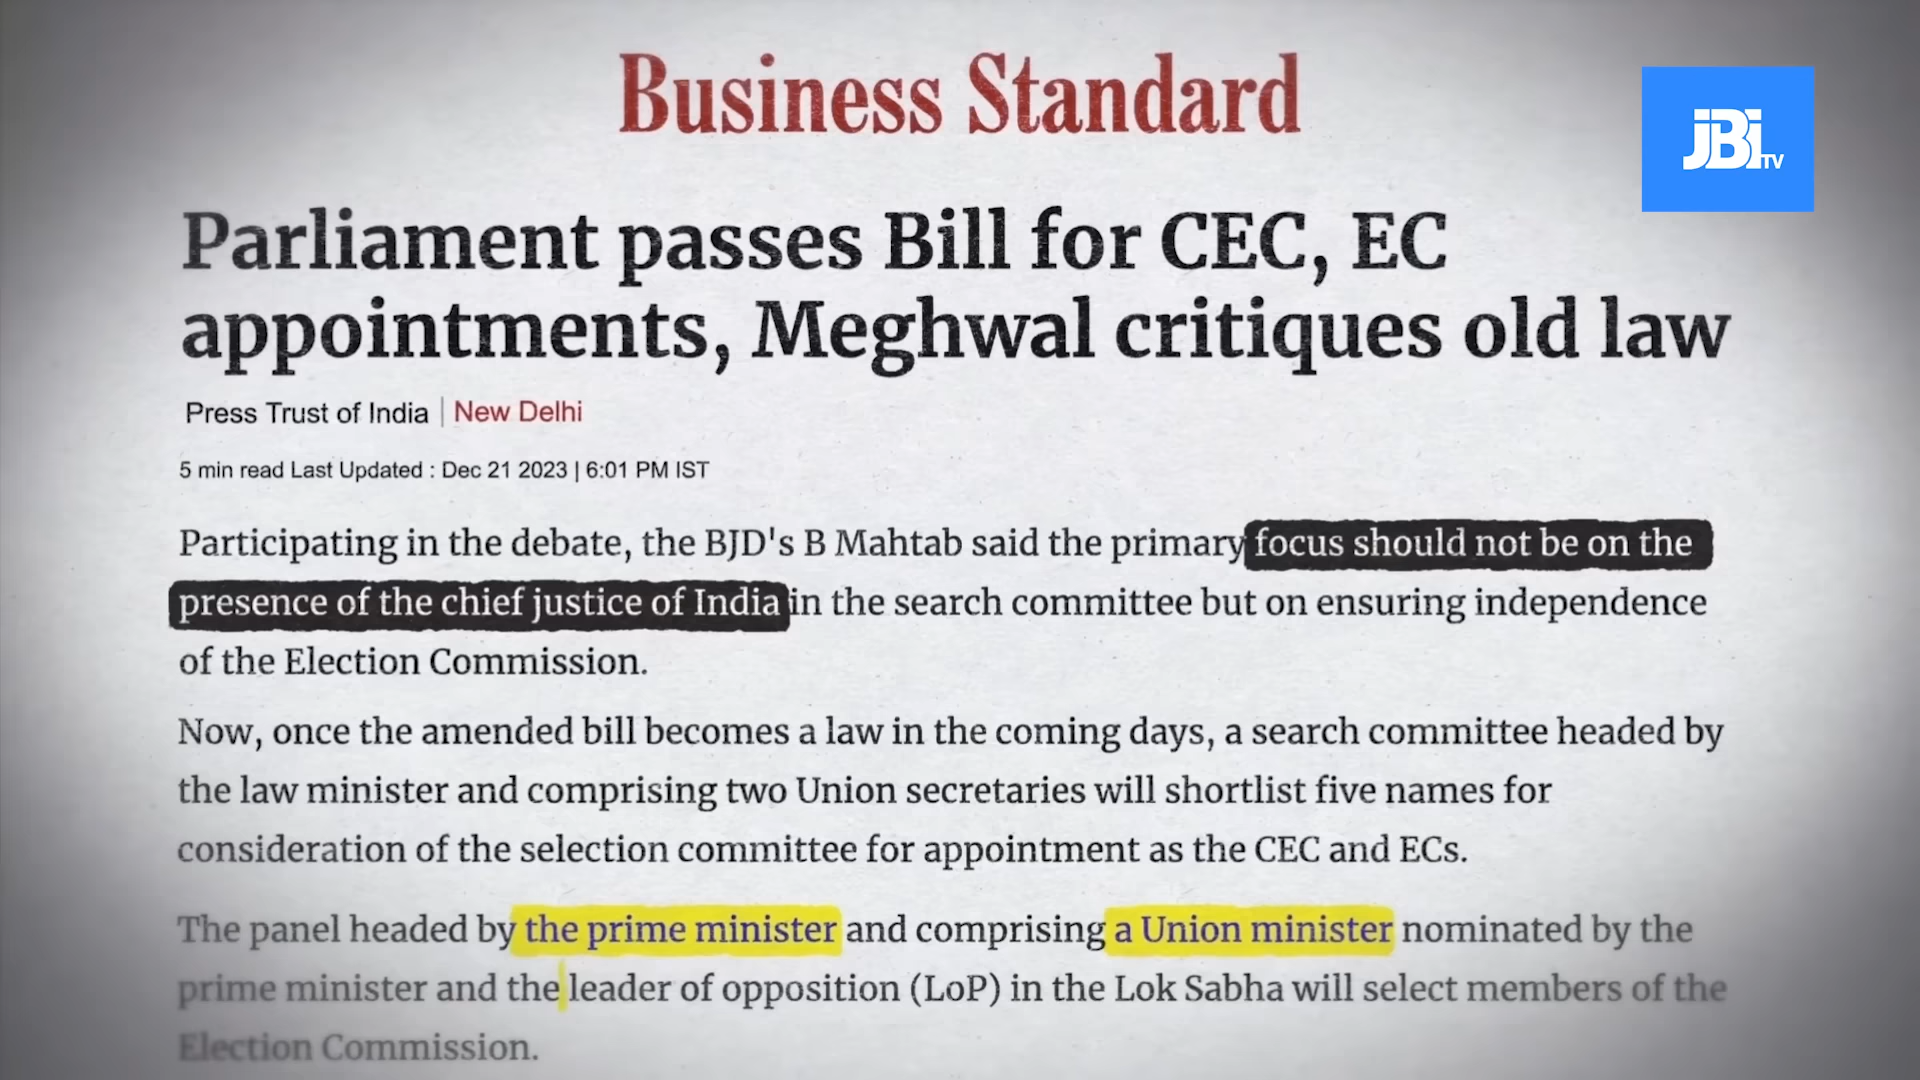 Business Standard
JBi TV
Parliament passes Bill for CEC, EC
appointments, Meghwal critiques old law
Press Trust of India | New Delhi
5 min read Last Updated : Dec 21 2023 | 6:01 PM IST
Participating in the debate, the BJD's B Mahtab said the primary focus should not be on the
presence of the chief justice of India in the search committee but on ensuring independence
of the Election Commission.
Now, once the amended bill becomes a law in the coming days, a search committee headed by
the law minister and comprising two Union secretaries will shortlist five names for
consideration of the selection committee for appointment as the CEC and ECs.
The panel headed by the prime minister and comprising a Union minister nominated by the
prime minister and the leader of opposition (LoP) in the Lok Sabha will select members of the
Election Commission.